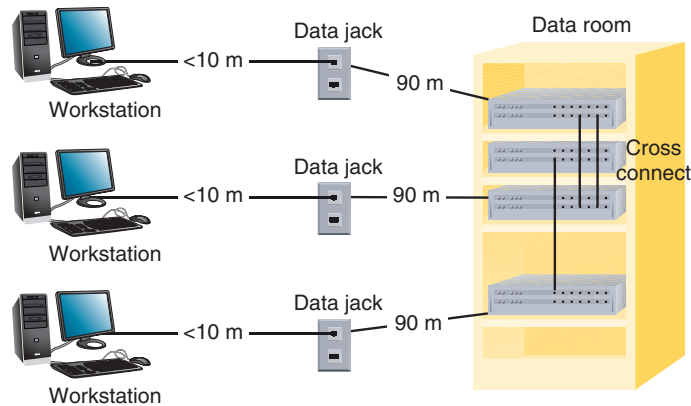 Data room
Data jack
<10 m
90 m
Workstation
Cross
connect
Data jack
<10 m
90 m
Workstation
Data jack
<10 m
90 m
Workstation